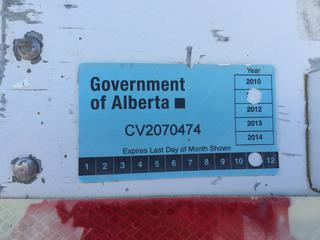 Year
2010
2012
2013
2014
Government
of Alberta
CV2070474
Expires Last Day of Month Shown
1 2 3 4 5 6 7 8 9 10 12